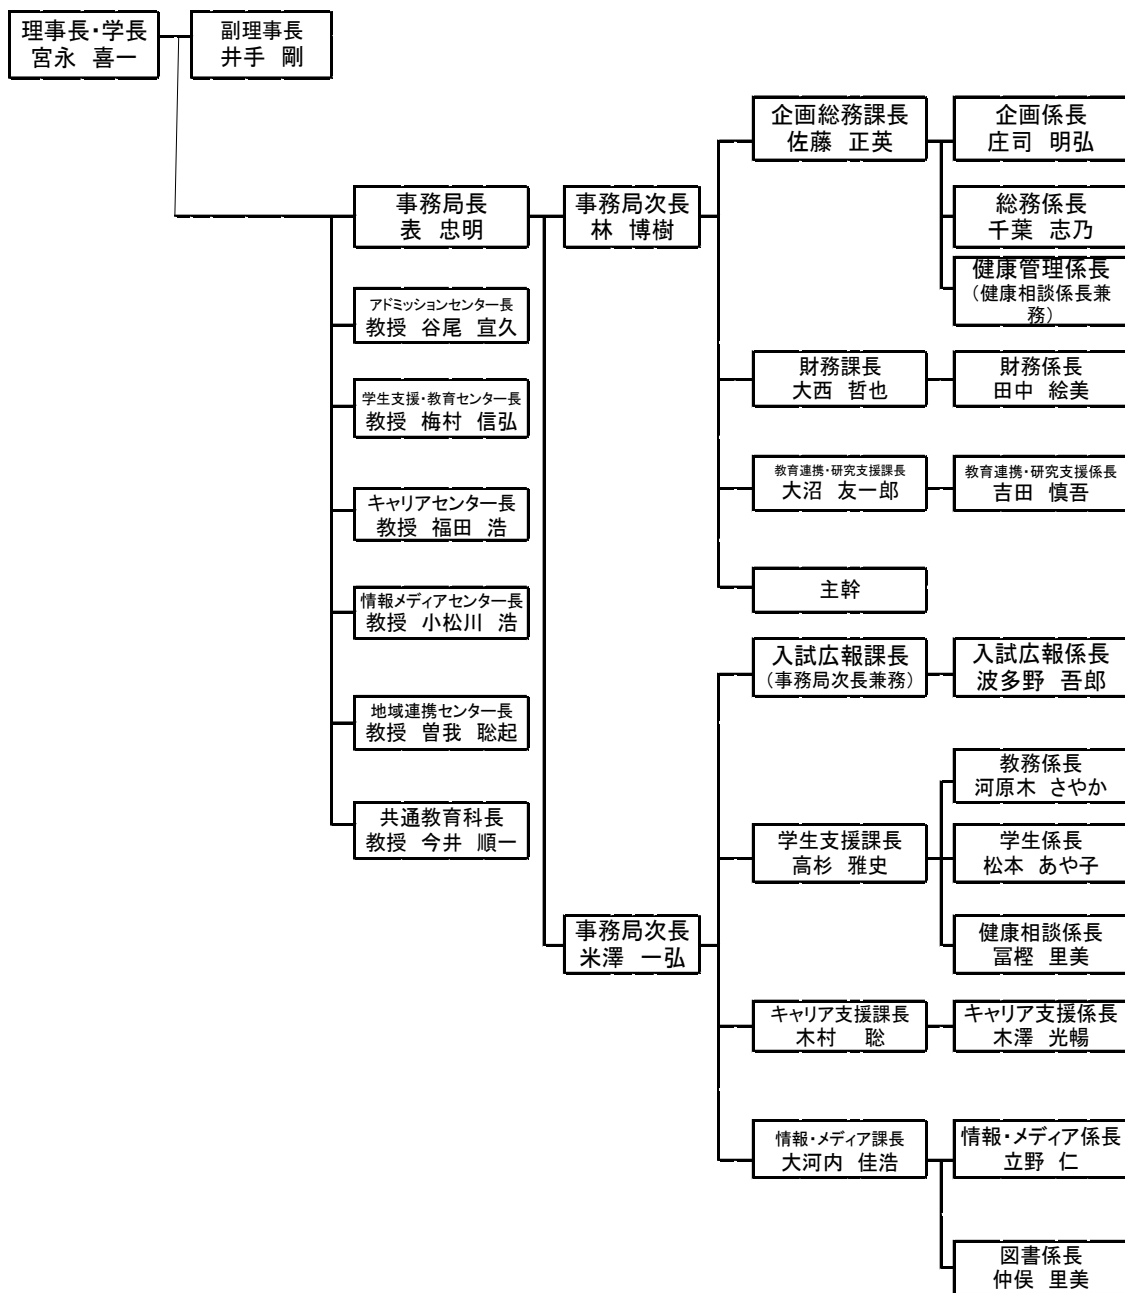 理事長・学長
宮永 喜一
副理事長
井手 剛
事務局長
表 忠明
アドミッションセンター長
教授 谷尾 宣久
学生支援・教育センター長
教授 梅村 信弘
キャリアセンター長
教授 福田 浩
情報メディアセンター長
教授 小松川 浩
地域連携センター長
教授 曽我 聡起
共通教育科長
教授 今井 順一
事務局次長
林 博樹
企画総務課長
佐藤 正英
企画係長
庄司 明弘
総務係長
千葉 志乃
健康管理係長
（健康相談係長兼
務）
財務課長
大西 哲也
財務係長
田中 絵美
教育連携・研究支援課長
大沼 友一郎
教育連携・研究支援係長
吉田 慎吾
主幹
事務局次長
米澤 一弘
入試広報課長
（事務局次長兼務）
入試広報係長
波多野 吾郎
学生支援課長
高杉 雅史
教務係長
河原木 さやか
学生係長
松本 あや子
健康相談係長
冨樫 里美
キャリア支援課長
木村 聡
キャリア支援係長
木澤 光暢
情報・メディア課長
大河内 佳浩
情報・メディア係長
立野 仁
図書係長
仲俣 里美